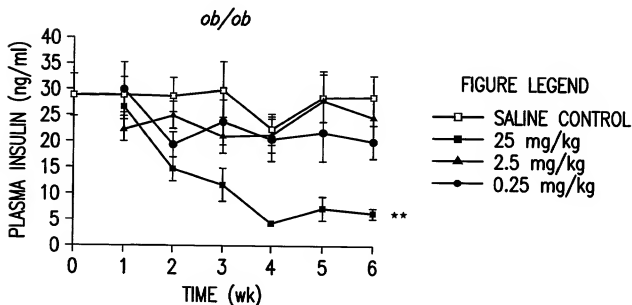 ob/ob
PLASMA INSULIN (ng/ml)
40
35
30
25
20
15
10
5
0
0 1 2 3 4 5 6
TIME (wk)
**
FIGURE LEGEND
SALINE CONTROL
25 mg/kg
2.5 mg/kg
0.25 mg/kg